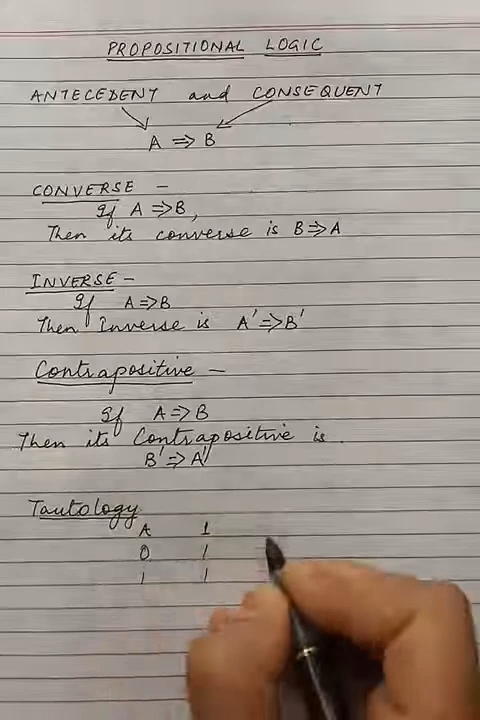 PROPOSITIONAL LOGIC
ANTECEDENT and CONSEQUENT
A ⇒ B
CONVERSE -
If A ⇒ B,
Then its converse is B ⇒ A
INVERSE -
If A ⇒ B
Then Inverse is A' ⇒ B'
Contrapositive -
If A ⇒ B
Then its Contrapositive is.
B' ⇒ A'
Tautology
A 1
0 1
1 1